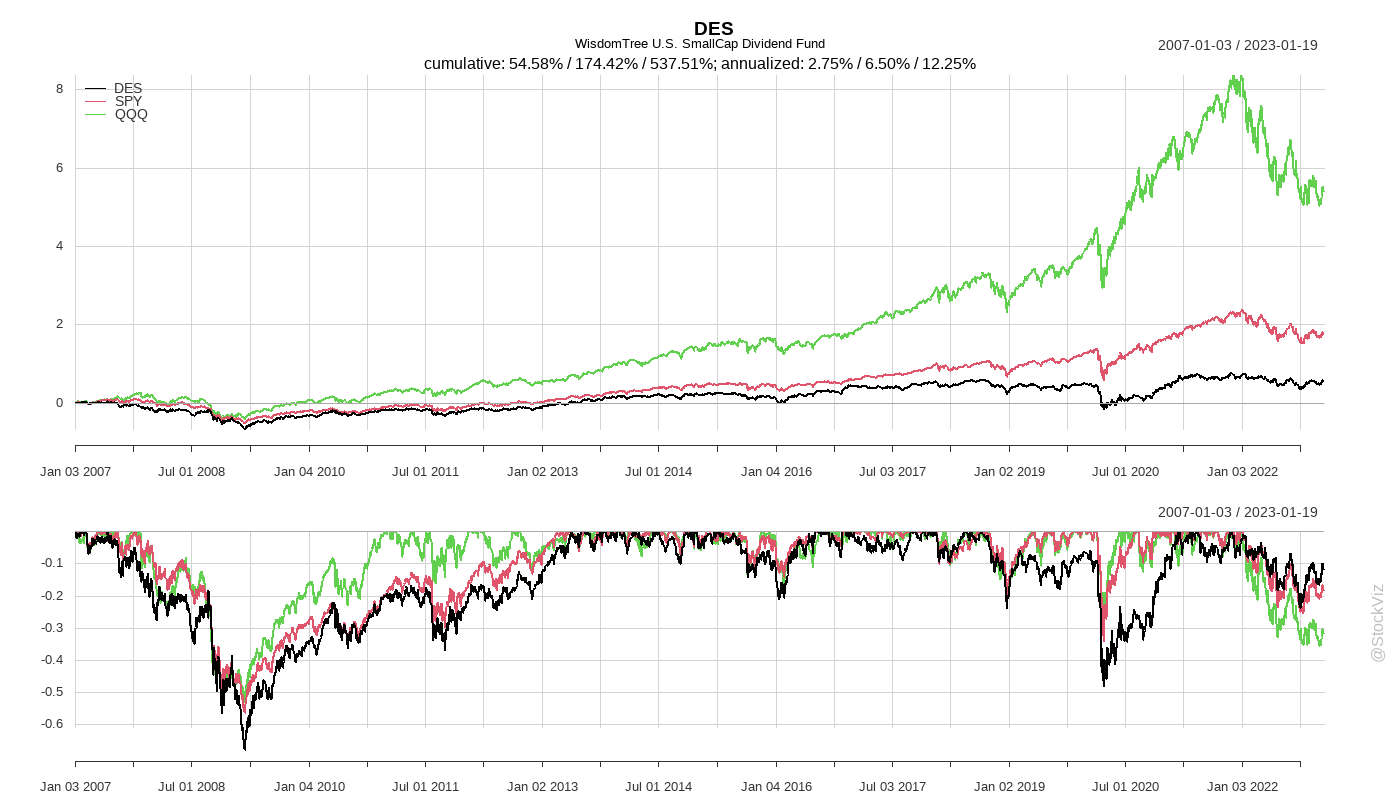 DES
WisdomTree U.S. SmallCap Dividend Fund
2007-01-03 / 2023-01-19
cumulative: 54.58% / 174.42% / 537.51%; annualized: 2.75% / 6.50% / 12.25%
DES
SPY
QQQ
8
6
4
2
0
Jan 03 2007 Jul 01 2008 Jan 04 2010 Jul 01 2011 Jan 02 2013 Jul 01 2014 Jan 04 2016 Jul 03 2017 Jan 02 2019 Jul 01 2020 Jan 03 2022
2007-01-03 / 2023-01-19
-0.1
-0.2
-0.3
-0.4
-0.5
-0.6
Jan 03 2007 Jul 01 2008 Jan 04 2010 Jul 01 2011 Jan 02 2013 Jul 01 2014 Jan 04 2016 Jul 03 2017 Jan 02 2019 Jul 01 2020 Jan 03 2022
@StockViz